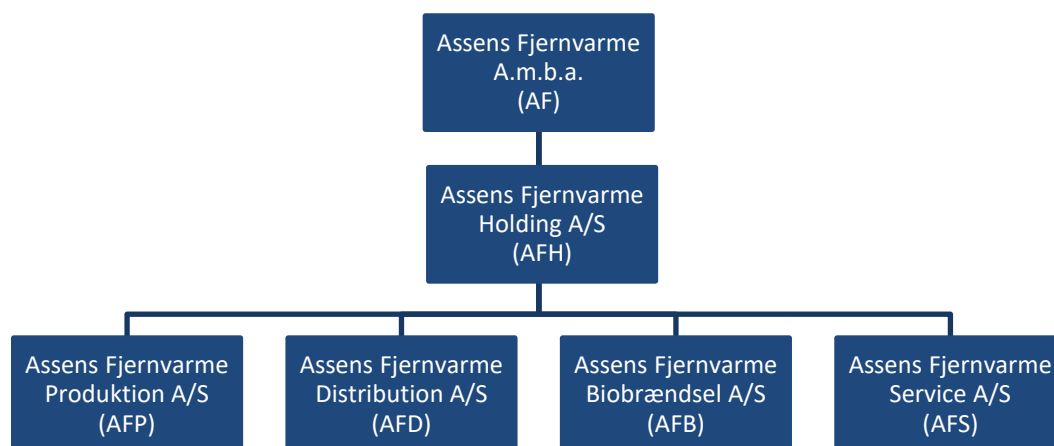 Assens Fjernvarme
A.m.b.a.
(AF)
Assens Fjernvarme
Holding A/S
(AFH)
Assens Fjernvarme
Produktion A/S
(AFP)
Assens Fjernvarme
Distribution A/S
(AFD)
Assens Fjernvarme
Biobrændsel A/S
(AFB)
Assens Fjernvarme
Service A/S
(AFS)